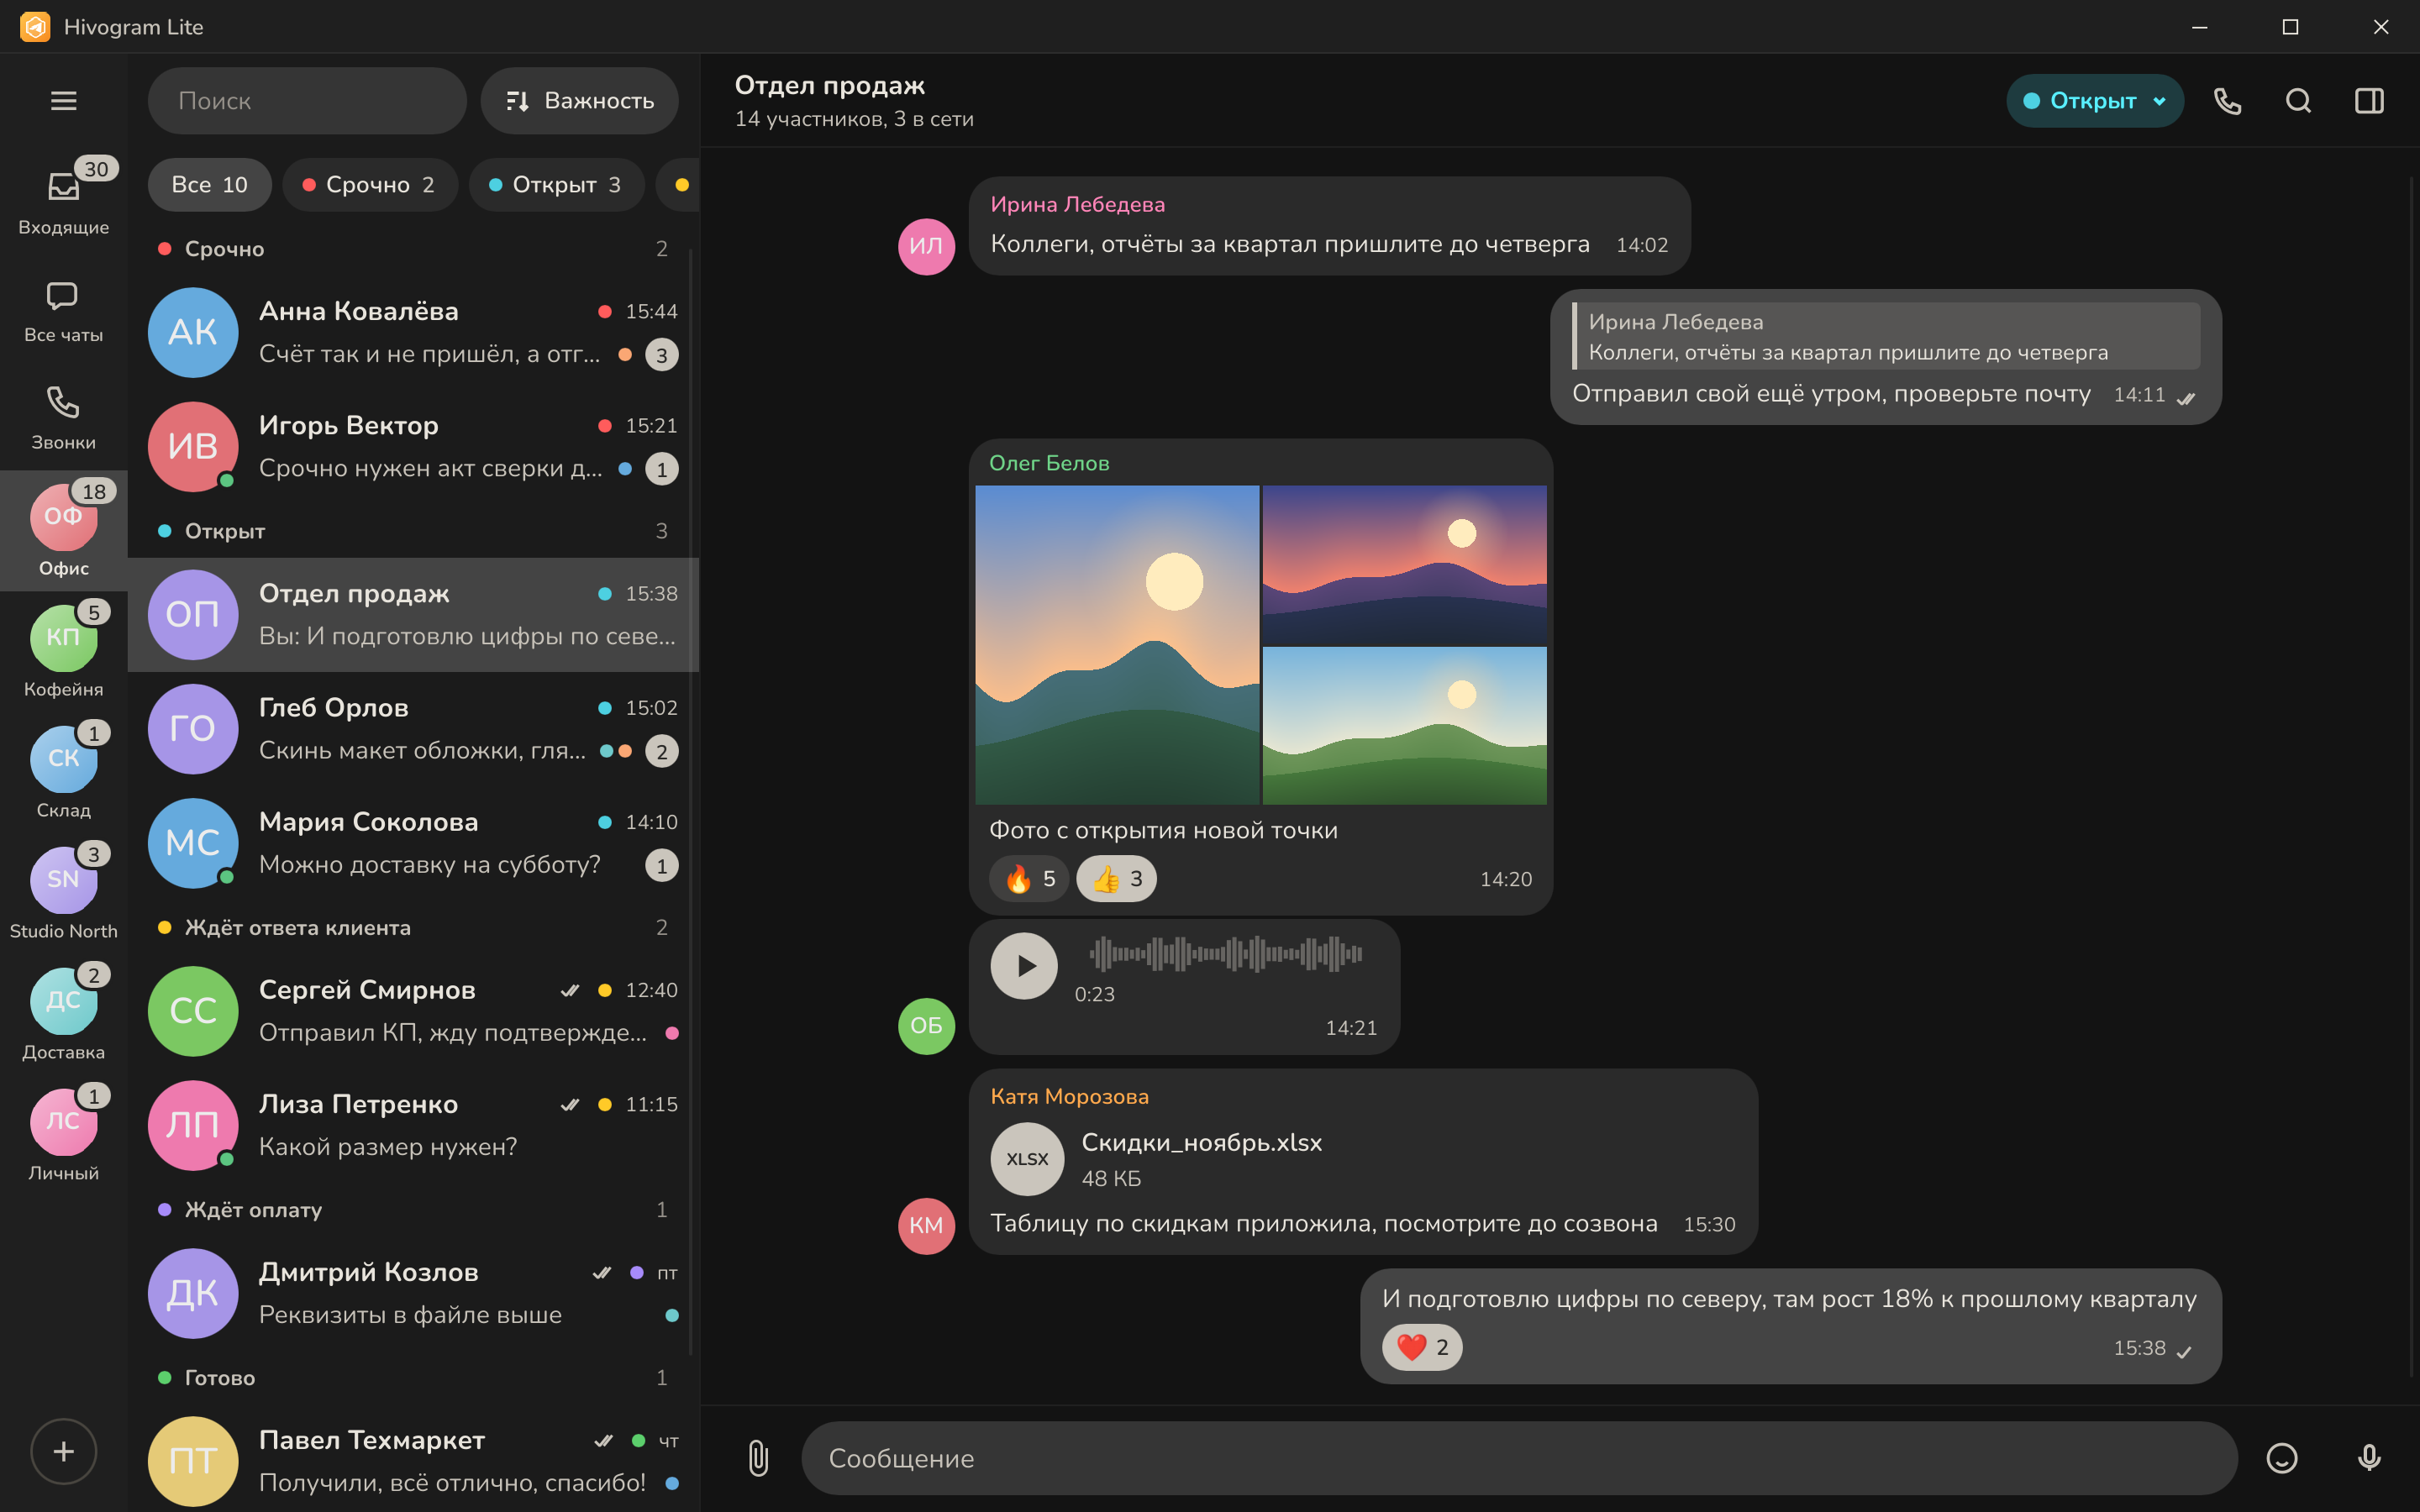 Hivogram Lite
30
Входящие
Все чаты
Звонки
18
ОФ
Офис
5
КП
Кофейня
1
СК
Склад
3
SN
Studio North
2
ДС
Доставка
1
ЛС
Личный
Поиск
Важность
Все 10
Срочно 2
Открыт 3
Срочно 2
АК
Анна Ковалёва 15:44
Счёт так и не пришёл, а отг... 3
ИВ
Игорь Вектор 15:21
Срочно нужен акт сверки д... 1
Открыт 3
ОП
Отдел продаж 15:38
Вы: И подготовлю цифры по севе...
ГО
Глеб Орлов 15:02
Скинь макет обложки, гля... 2
МС
Мария Соколова 14:10
Можно доставку на субботу? 1
Ждёт ответа клиента 2
СС
Сергей Смирнов 12:40
Отправил КП, жду подтвержде...
ЛП
Лиза Петренко 11:15
Какой размер нужен?
Ждёт оплату 1
ДК
Дмитрий Козлов пт
Реквизиты в файле выше
Готово 1
ПТ
Павел Техмаркет чт
Получили, всё отлично, спасибо!
Отдел продаж
14 участников, 3 в сети
Открыт
Ирина Лебедева
ИЛ
Коллеги, отчёты за квартал пришлите до четверга 14:02
Ирина Лебедева
Коллеги, отчёты за квартал пришлите до четверга
Отправил свой ещё утром, проверьте почту 14:11
Олег Белов
Фото с открытия новой точки
🔥 5 👍 3 14:20
0:23
ОБ
14:21
Катя Морозова
XLSX
Скидки_ноябрь.xlsx
48 КБ
КМ
Таблицу по скидкам приложила, посмотрите до созвона 15:30
И подготовлю цифры по северу, там рост 18% к прошлому кварталу
❤️ 2 15:38
Сообщение